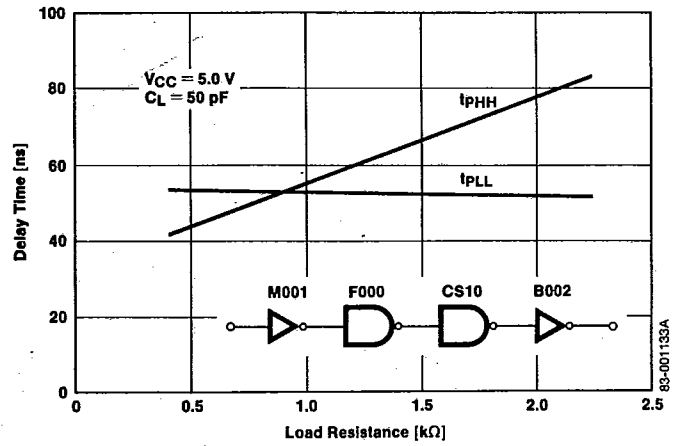 100
80
60
40
20
0
Delay Time [ns]
VCC = 5.0 V
CL = 50 pF
tPHH
tPLL
M001 F000 CS10 B002
0 0.5 1.0 1.5 2.0 2.5
Load Resistance [kΩ]
83-001133A